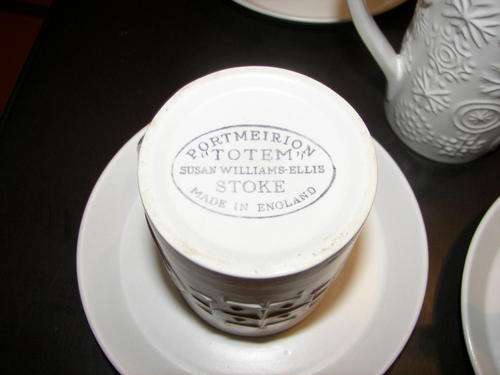 PORTMEIRION
"TOTEM"
SUSAN WILLIAMS-ELLIS
STOKE
MADE IN ENGLAND